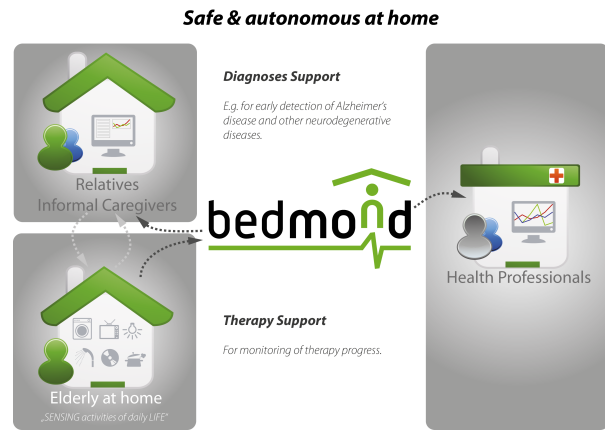 Safe & autonomous at home
Diagnoses Support
E.g. for early detection of Alzheimer's
disease and other neurodegenerative
diseases.
Relatives
Informal Caregivers
bedmond
Health Professionals
Therapy Support
For monitoring of therapy progress.
Elderly at home
„SENSING activities of daily LIFE"